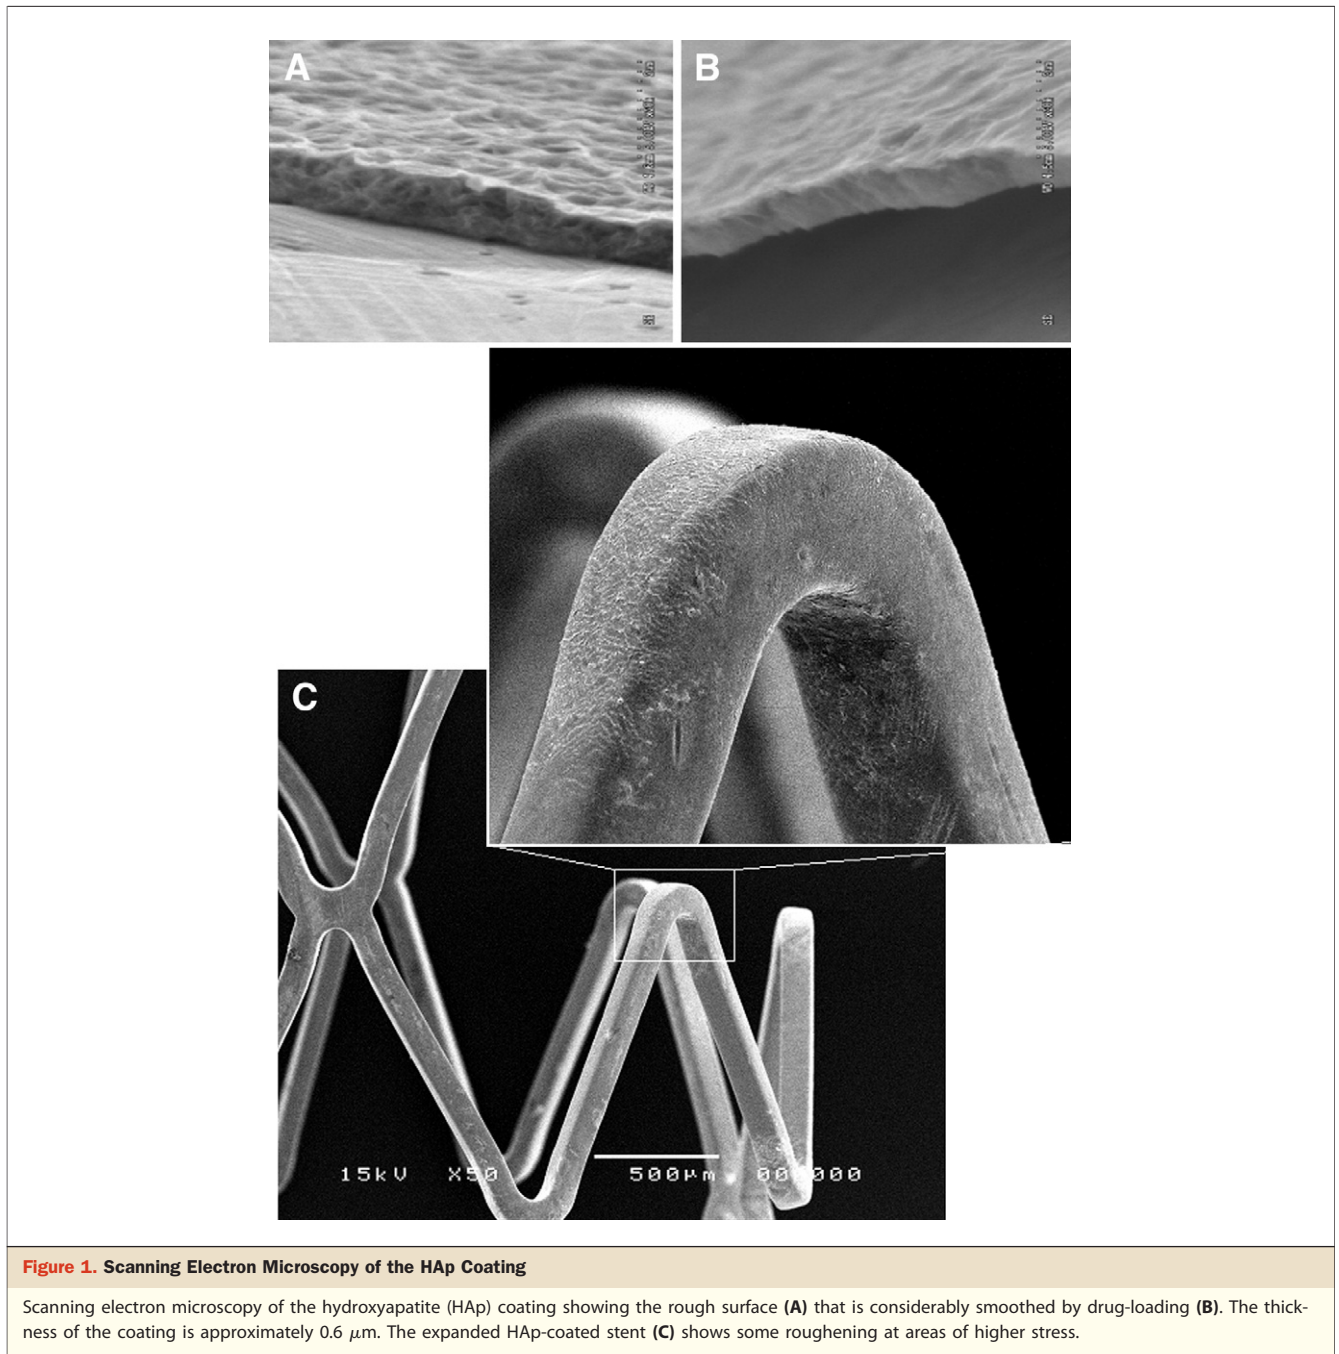 A
B
C
15kV X50 500μm 000000
Figure 1. Scanning Electron Microscopy of the HAp Coating
Scanning electron microscopy of the hydroxyapatite (HAp) coating showing the rough surface (A) that is considerably smoothed by drug-loading (B). The thick-
ness of the coating is approximately 0.6 μm. The expanded HAp-coated stent (C) shows some roughening at areas of higher stress.